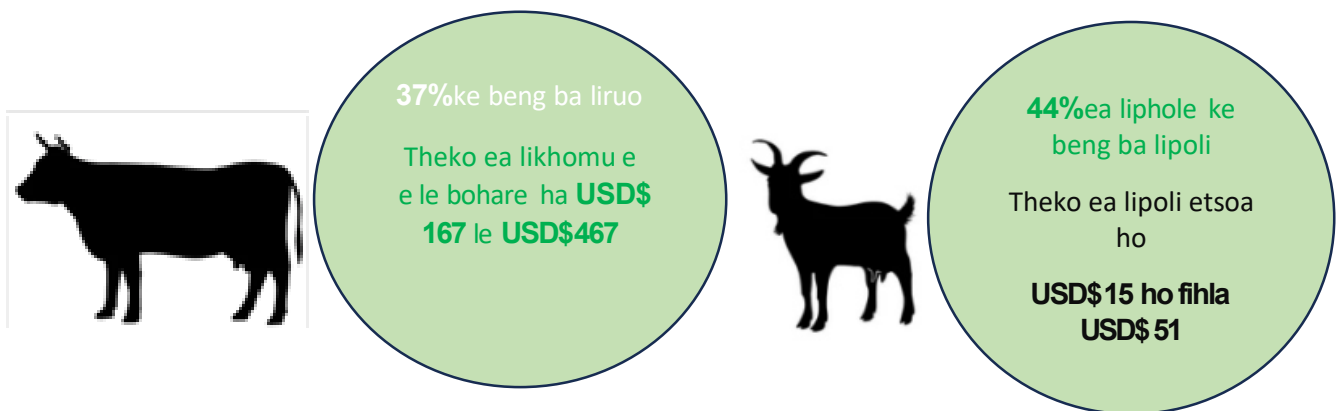 37%ke beng ba liruo
Theko ea likhomu e
e le bohare ha USD$
167 le USD$467
44%ea liphole ke
beng ba lipoli
Theko ea lipoli etsoa
ho
USD$15 ho fihla
USD$51